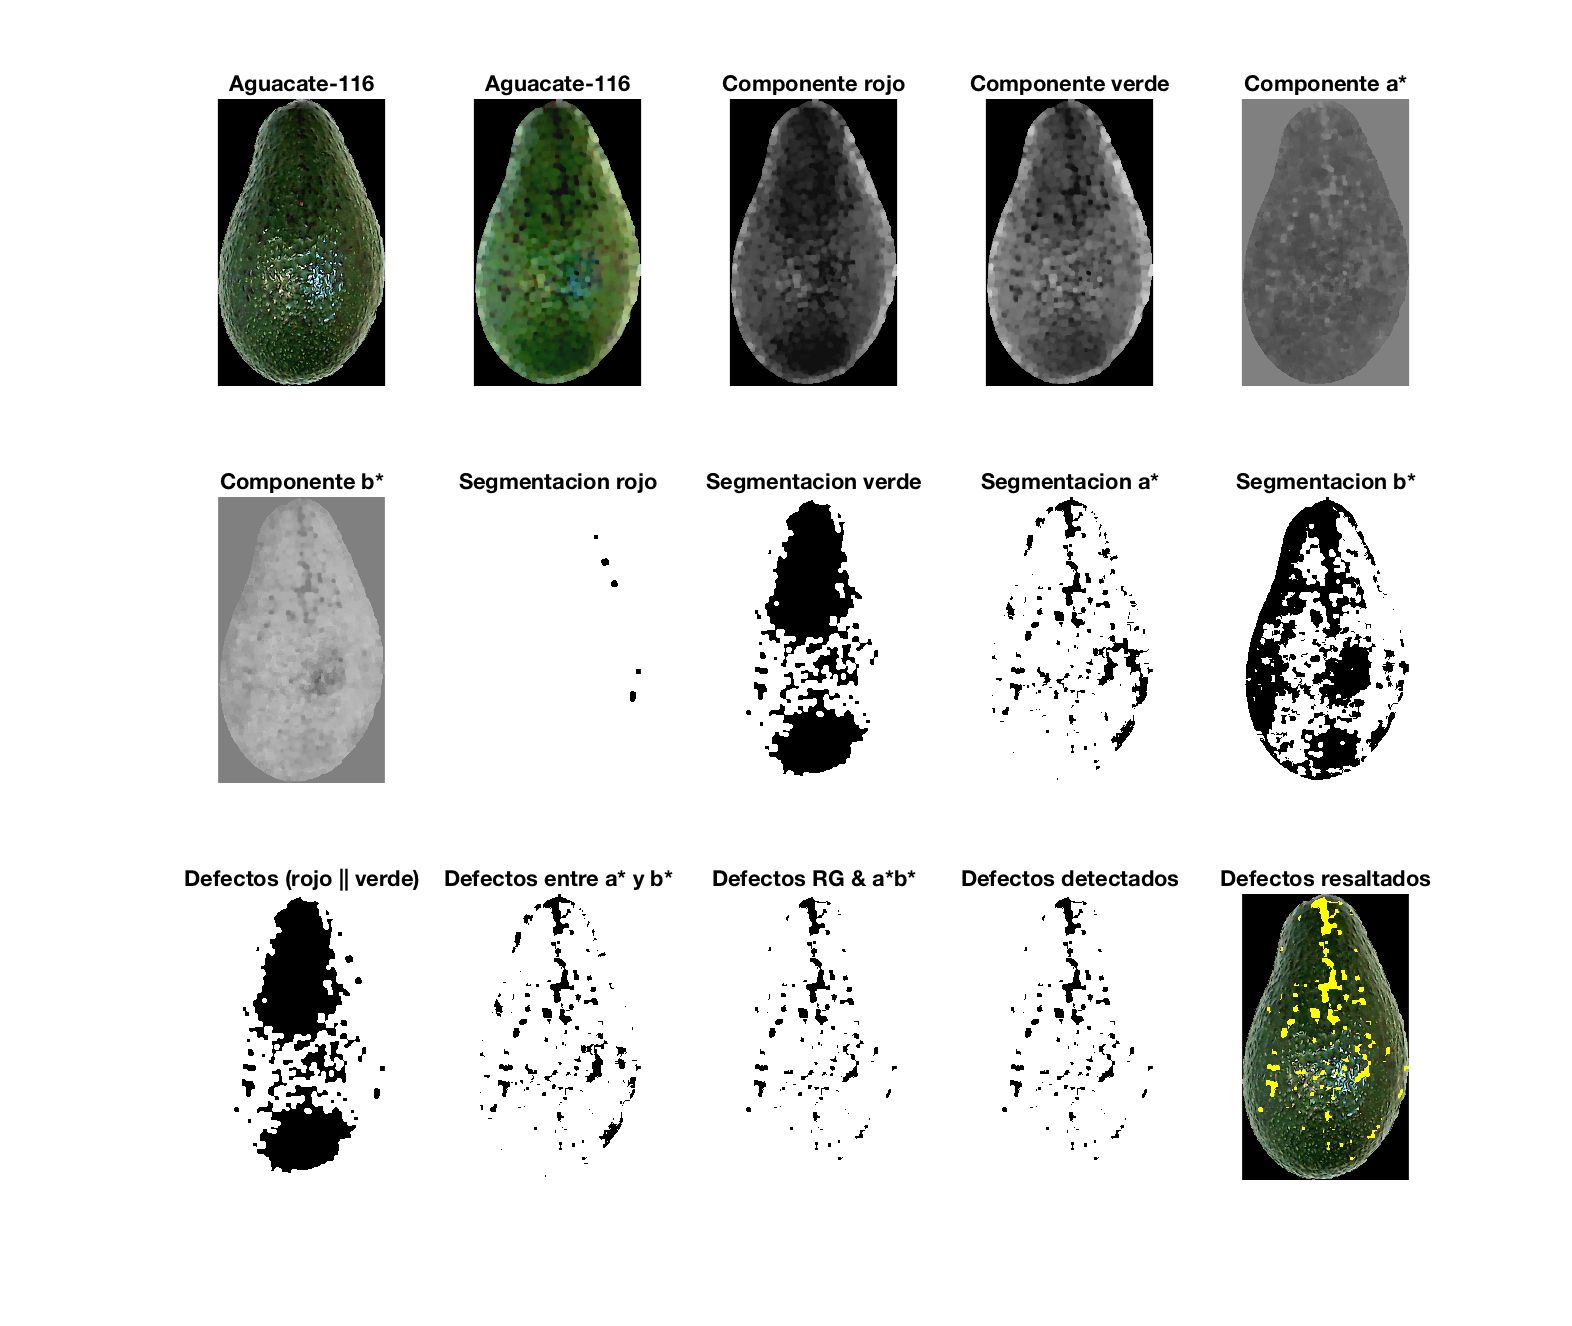 Aguacate-116
Aguacate-116
Componente rojo
Componente verde
Componente a*
Componente b*
Segmentacion rojo
Segmentacion verde
Segmentacion a*
Segmentacion b*
Defectos (rojo || verde)
Defectos entre a* y b*
Defectos RG & a*b*
Defectos detectados
Defectos resaltados